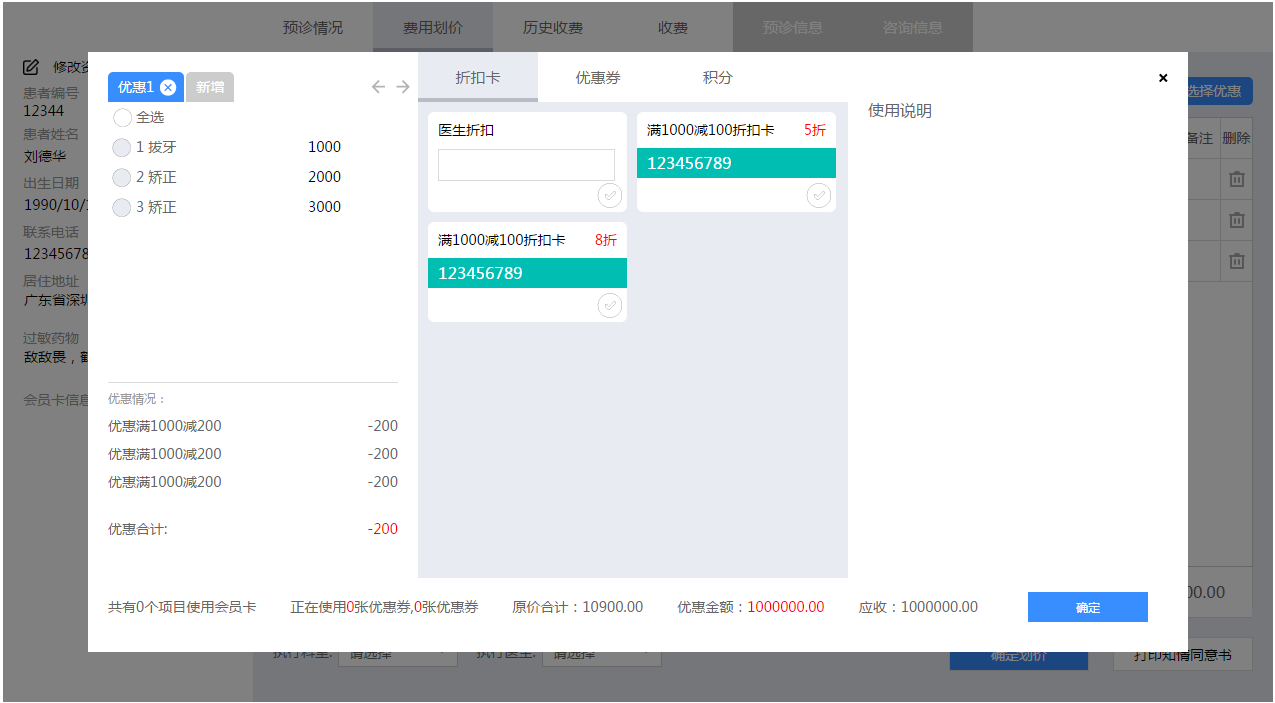 预诊情况 费用划价 历史收费 收费 预诊信息 咨询信息
修改资
患者编号
12344
患者姓名
刘德华
出生日期
1990/10/
联系电话
12345678
居住地址
广东省深圳
过敏药物
敌敌畏，
会员卡信息
优惠1 新增
全选
1 拔牙 1000
2 矫正 2000
3 矫正 3000
优惠情况：
优惠满1000减200 -200
优惠满1000减200 -200
优惠满1000减200 -200
优惠合计: -200
折扣卡 优惠券 积分
医生折扣
满1000减100折扣卡 5折
123456789
满1000减100折扣卡 8折
123456789
使用说明
选择优惠
备注 删除
共有0个项目使用会员卡 正在使用0张优惠券,0张优惠券 原价合计：10900.00 优惠金额：1000000.00 应收：1000000.00 确定
00.00
执行科室: 请选择 执行医生: 请选择 确定划价 打印知情同意书